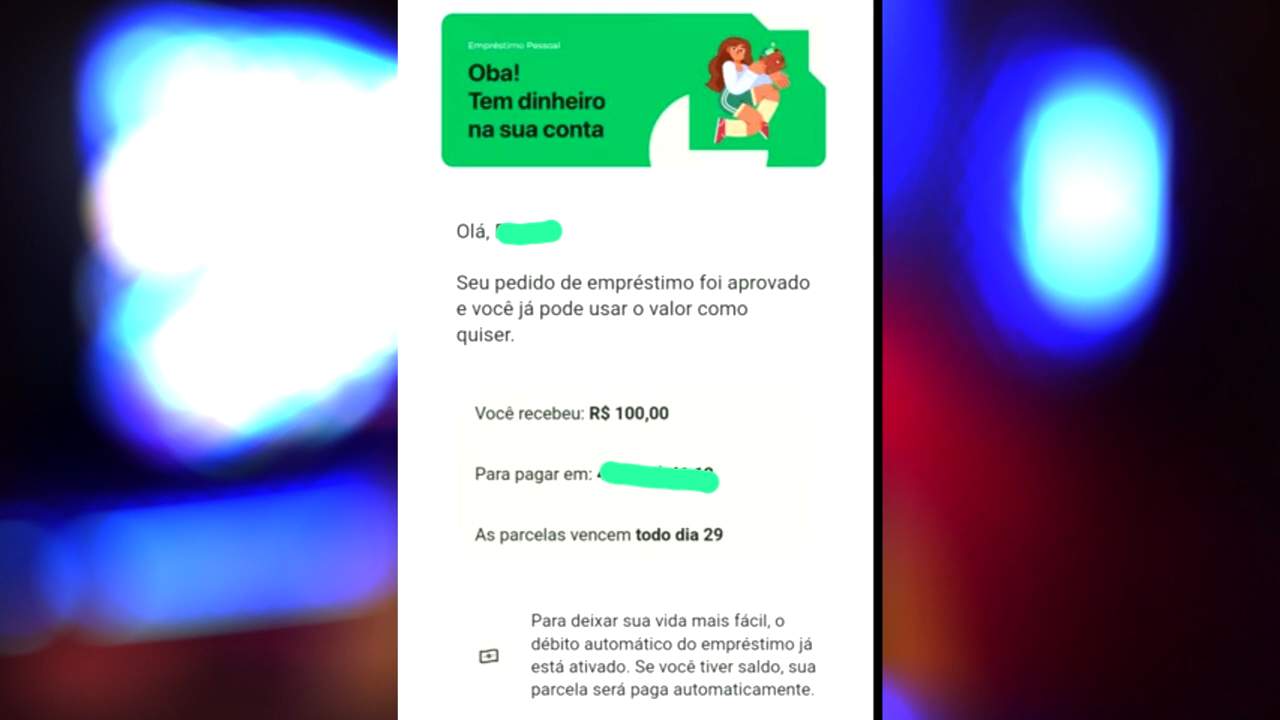 Empréstimo Pessoal
Oba!
Tem dinheiro
na sua conta
Olá,
Seu pedido de empréstimo foi aprovado
e você já pode usar o valor como
quiser.
Você recebeu: R$ 100,00
Para pagar em:
As parcelas vencem todo dia 29
Para deixar sua vida mais fácil, o
débito automático do empréstimo já
está ativado. Se você tiver saldo, sua
parcela será paga automaticamente.